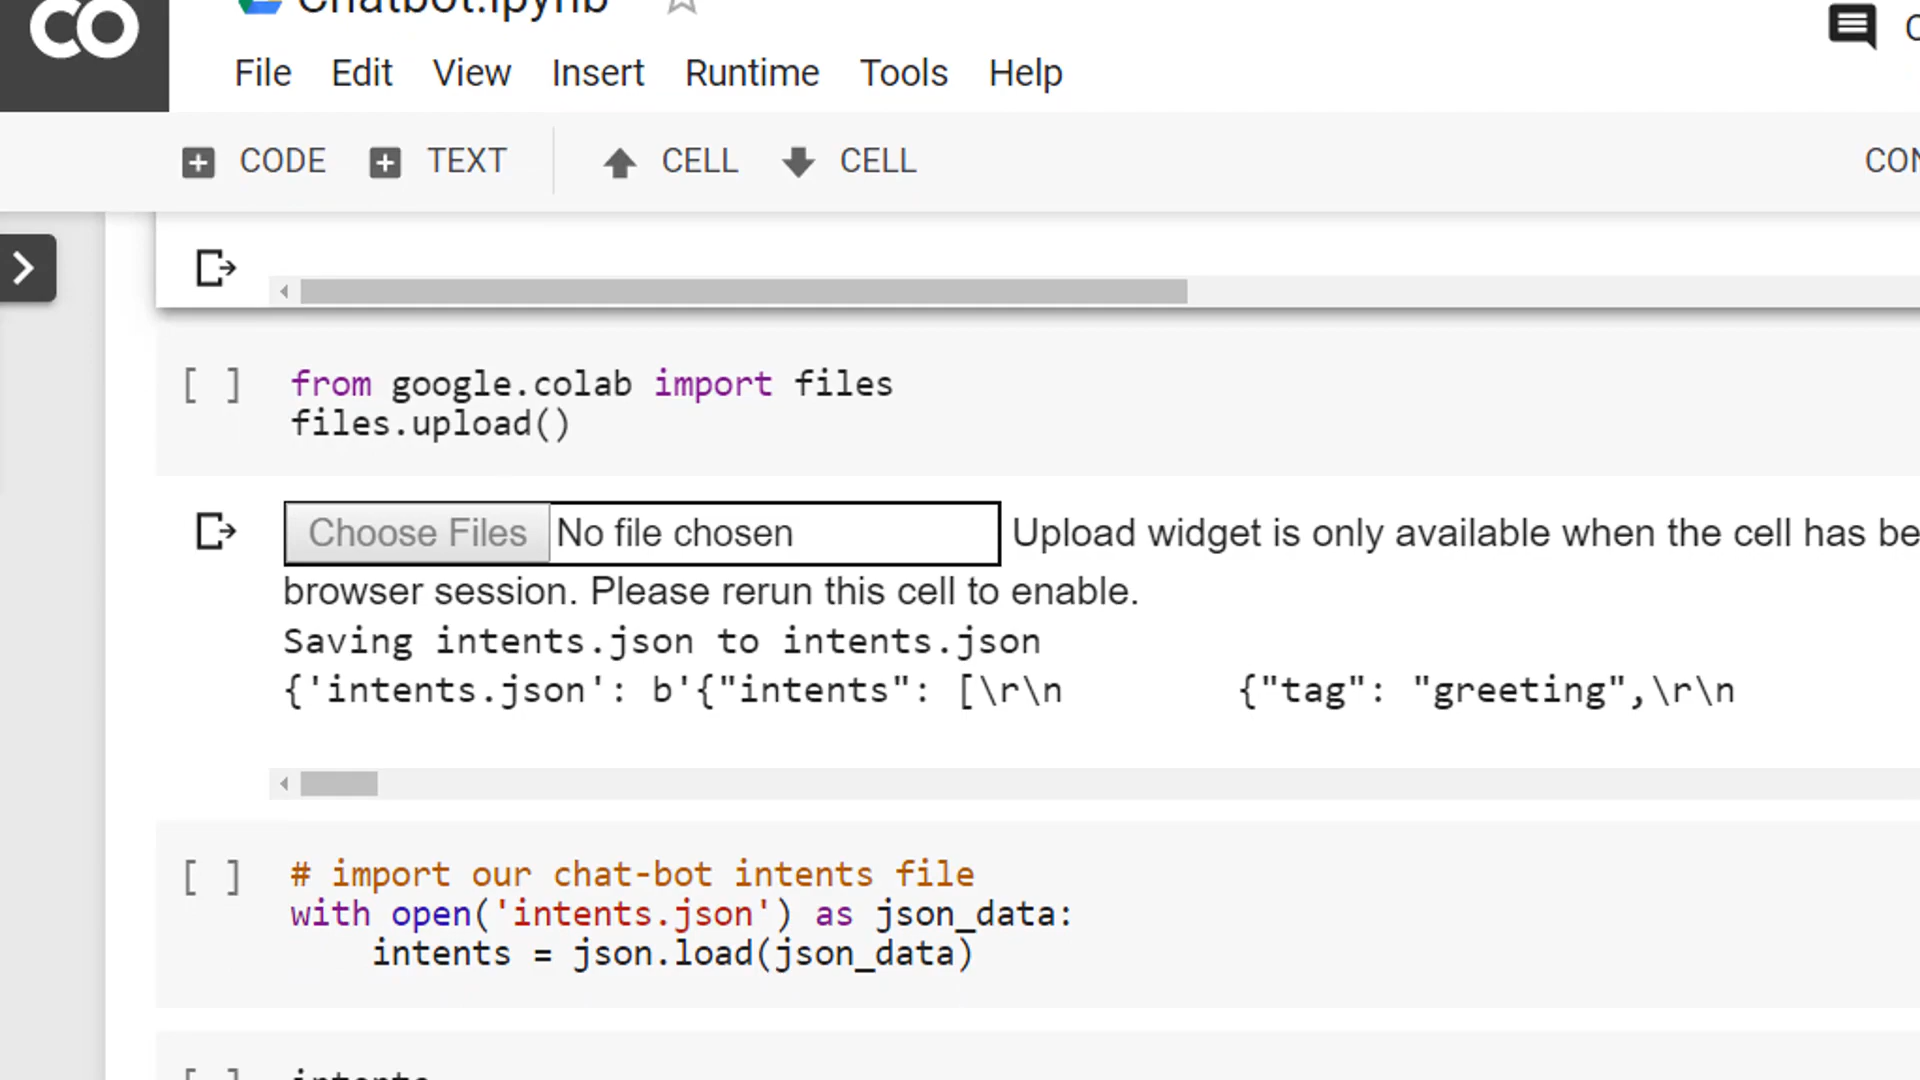 CO
Chatbot.ipynb
File Edit View Insert Runtime Tools Help
CODE TEXT CELL CELL
[ ] from google.colab import files
files.upload()
Choose Files No file chosen Upload widget is only available when the cell has be
browser session. Please rerun this cell to enable.
Saving intents.json to intents.json
{'intents.json': b'{"intents": [\r\n {"tag": "greeting",\r\n
[ ] # import our chat-bot intents file
with open('intents.json') as json_data:
intents = json.load(json_data)
[ ] intents